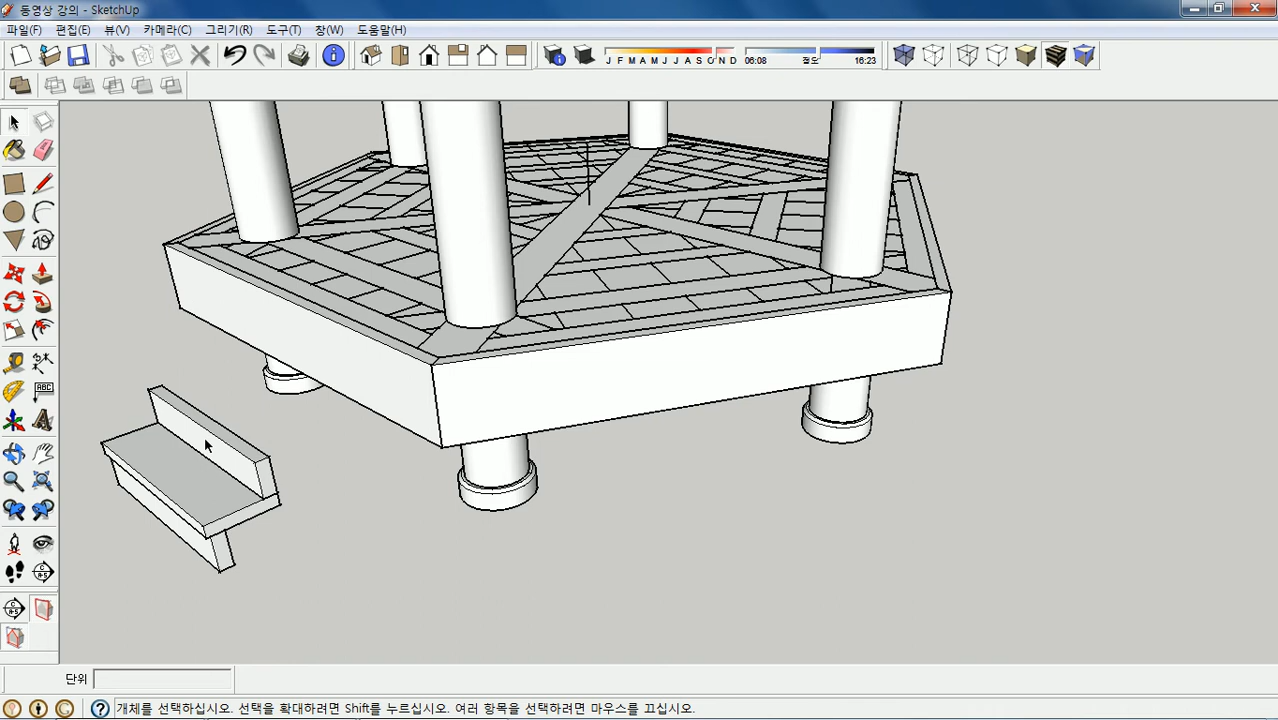 동영상 강의 - SketchUp
파일(F) 편집(E) 뷰(V) 카메라(C) 그리기(R) 도구(T) 창(W) 도움말(H)
J F M A M J J A S O N D 06:08 정오 16:23
ABC
단위
개체를 선택하십시오. 선택을 확대하려면 Shift를 누르십시오. 여러 항목을 선택하려면 마우스를 끄십시오.